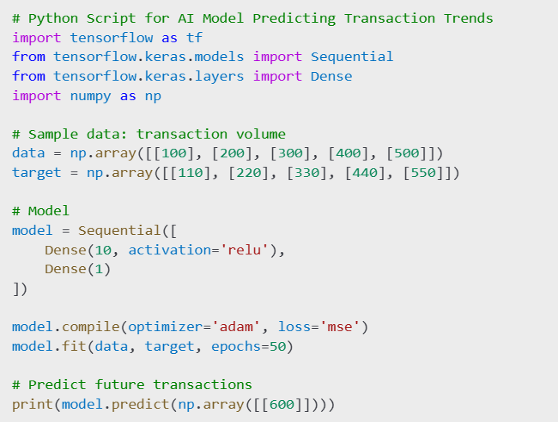 # Python Script for AI Model Predicting Transaction Trends
import tensorflow as tf
from tensorflow.keras.models import Sequential
from tensorflow.keras.layers import Dense
import numpy as np

# Sample data: transaction volume
data = np.array([[100], [200], [300], [400], [500]])
target = np.array([[110], [220], [330], [440], [550]])

# Model
model = Sequential([
    Dense(10, activation='relu'),
    Dense(1)
])

model.compile(optimizer='adam', loss='mse')
model.fit(data, target, epochs=50)

# Predict future transactions
print(model.predict(np.array([[600]])))